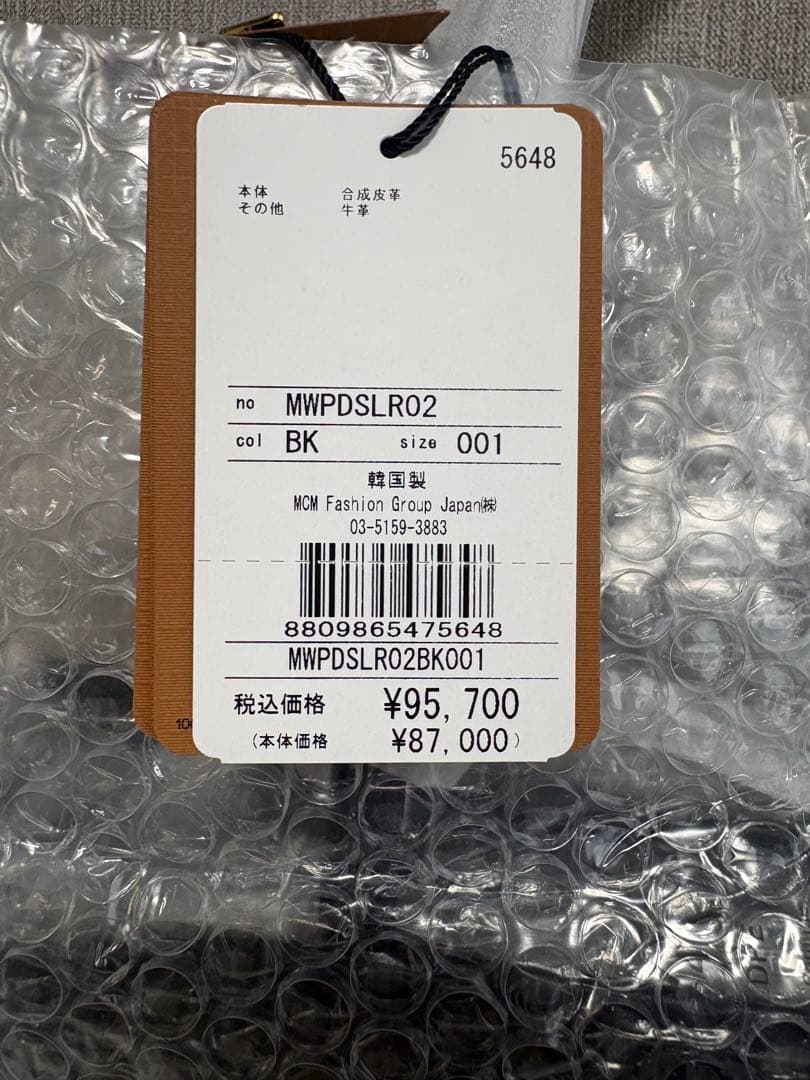 5648
本体 合成皮革
その他 牛革
no MWPDSLR02
col BK size 001
韓国製
MCM Fashion Group Japan㈱
03-5159-3883
8809865475648
MWPDSLR02BK001
税込価格 ¥95,700
(本体価格 ¥87,000)